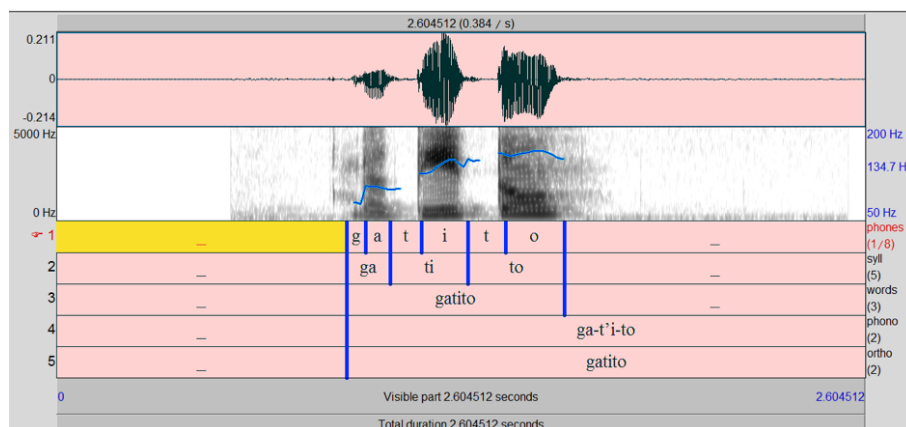 2.604512 (0.384 / s)
0.211
0
-0.214
5000 Hz 200 Hz
134.7 H
0 Hz 50 Hz
☞ 1 _ g a t i t o _ phones (1/8)
2 _ ga ti to _ syll (5)
3 _ gatito _ words (3)
4 _ ga-t'i-to phono (2)
5 _ gatito ortho (2)
0 Visible part 2.604512 seconds 2.604512
Total duration 2.604512 seconds